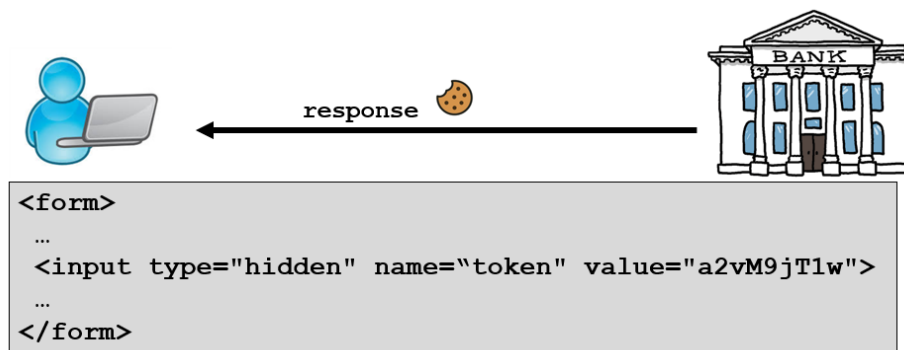 BANK
response
<form>
…
<input type="hidden" name=“token" value="a2vM9jT1w">
…
</form>